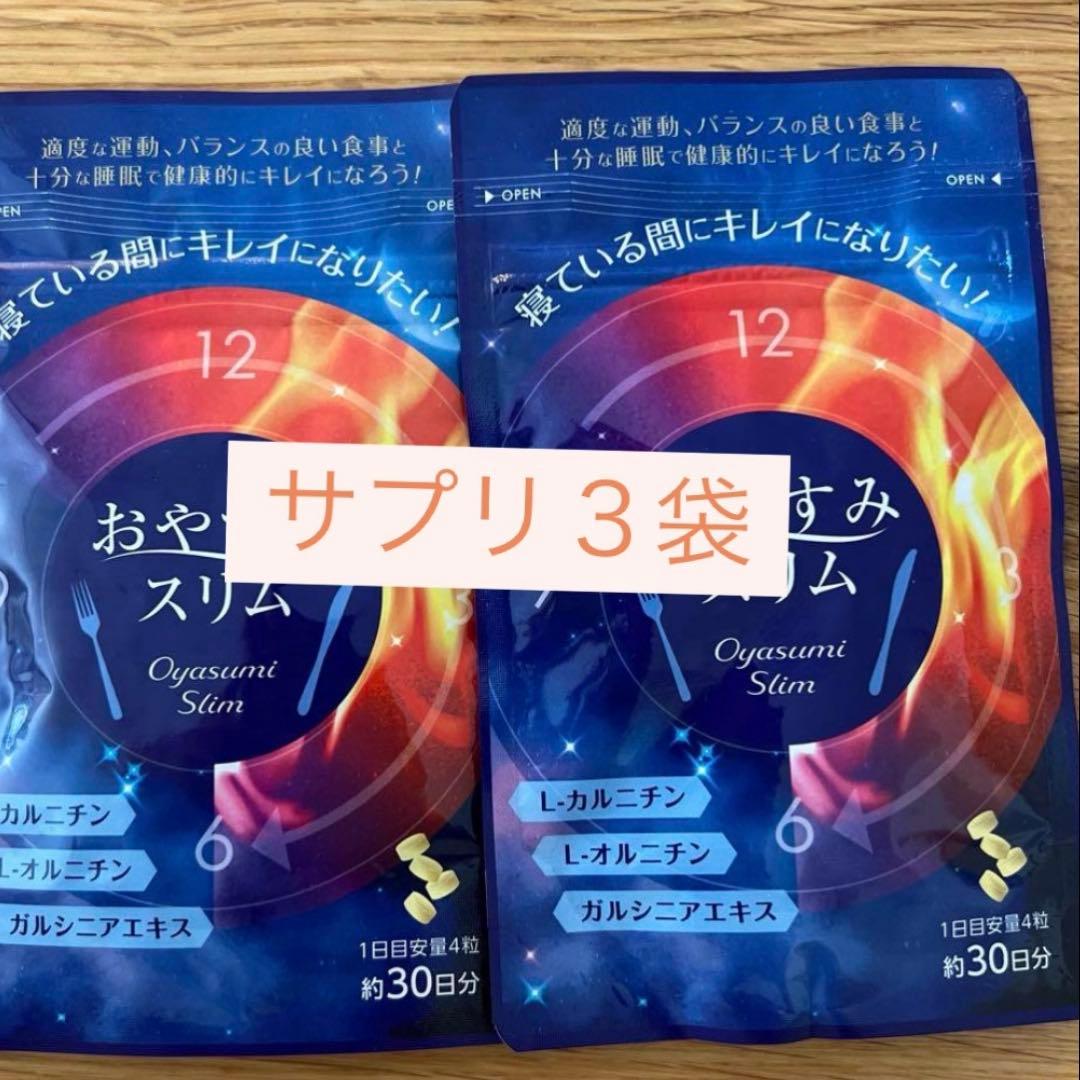 適度な運動、バランスの良い食事と
十分な睡眠で健康的にキレイになろう!
OPEN
寝ている間にキレイになりたい!
12
おや
スリム
3
Oyasumi
Slim
カルニチン
L-オルニチン
6
ガルシニアエキス
1日目安量4粒
約30日分
サプリ3袋
適度な運動、バランスの良い食事と
十分な睡眠で健康的にキレイになろう!
OPEN
OPEN
寝ている間にキレイになりたい!
12
すみ
リム
3
Oyasumi
Slim
L-カルニチン
L-オルニチン
6
ガルシニアエキス
1日目安量4粒
約30日分